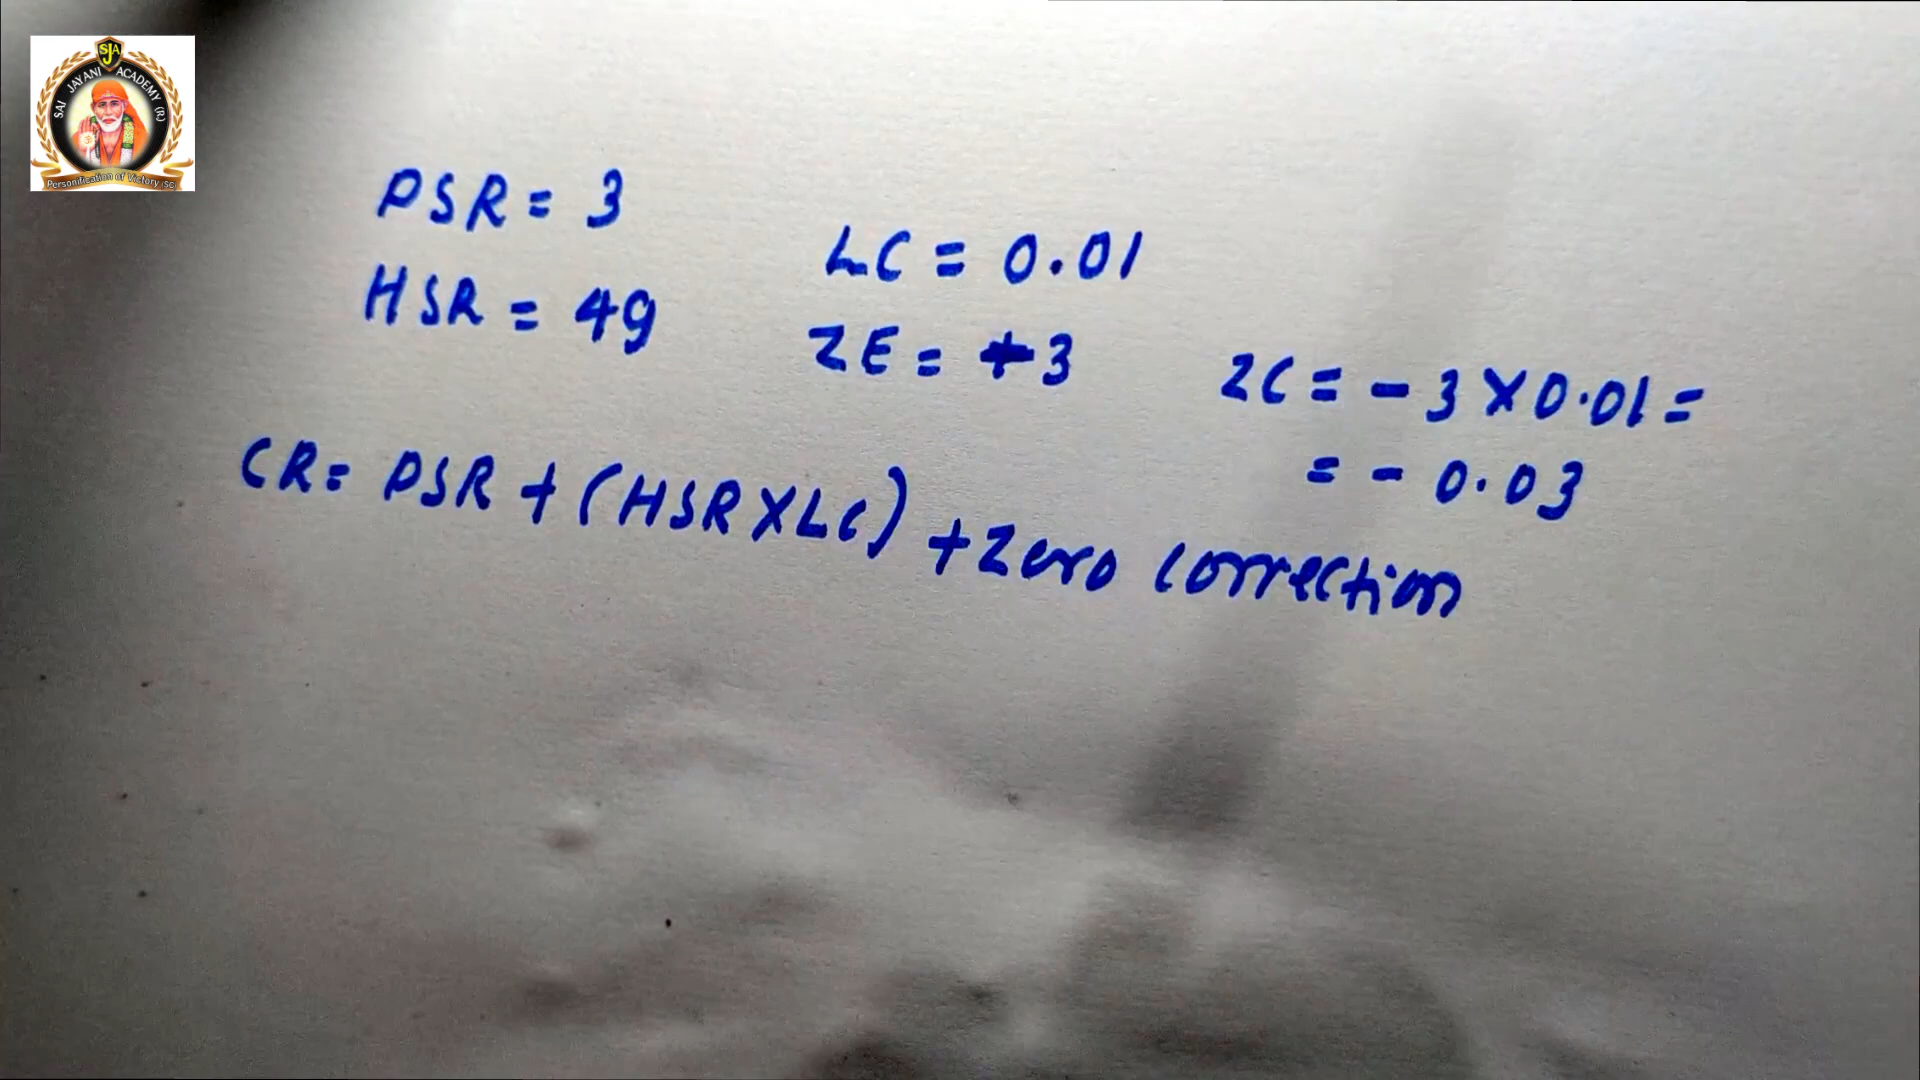 SJA
SAI JAYANI ACADEMY (R)
Personification of Victory (SC)
PSR = 3
HSR = 49
LC = 0.01
ZE = +3
ZC = - 3 X 0.01 =
= - 0.03
CR = PSR + (HSR X LC) + Zero correction